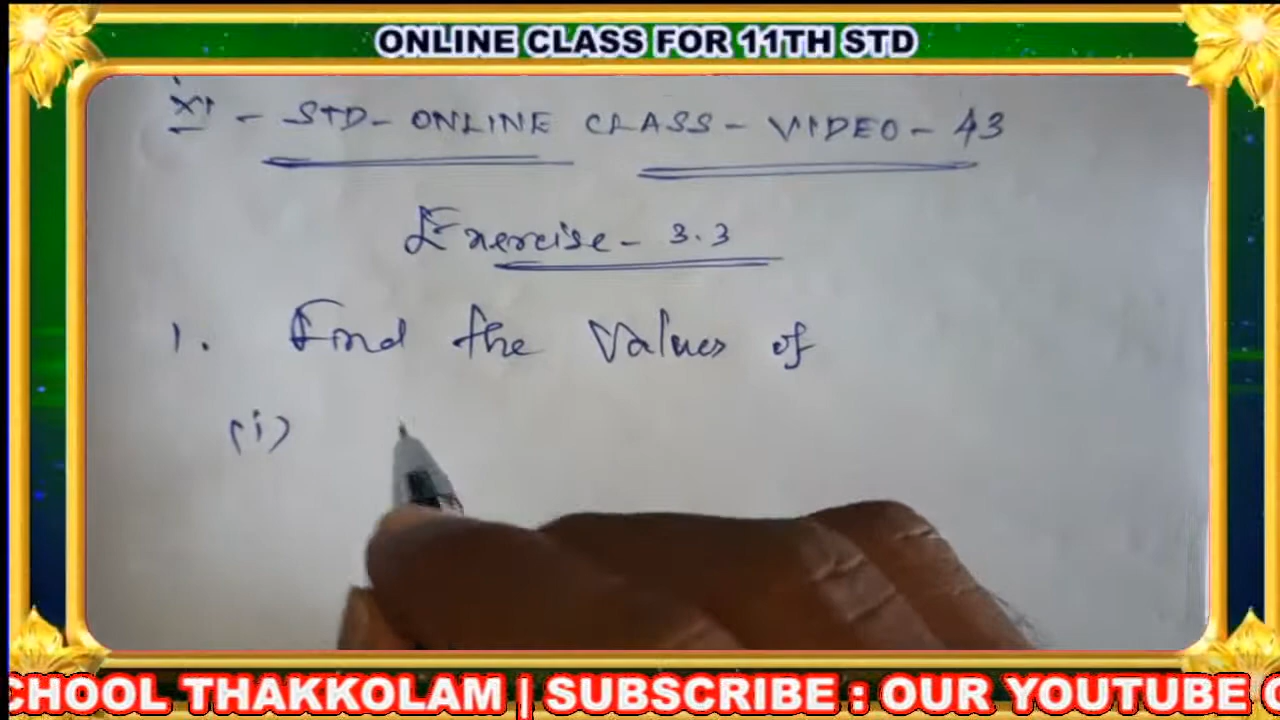 ONLINE CLASS FOR 11TH STD
XI - STD - ONLINE CLASS - VIDEO - 43
Exercise - 3.3
1. Find the Values of
(i)
CHOOL THAKKOLAM | SUBSCRIBE : OUR YOUTUBE C